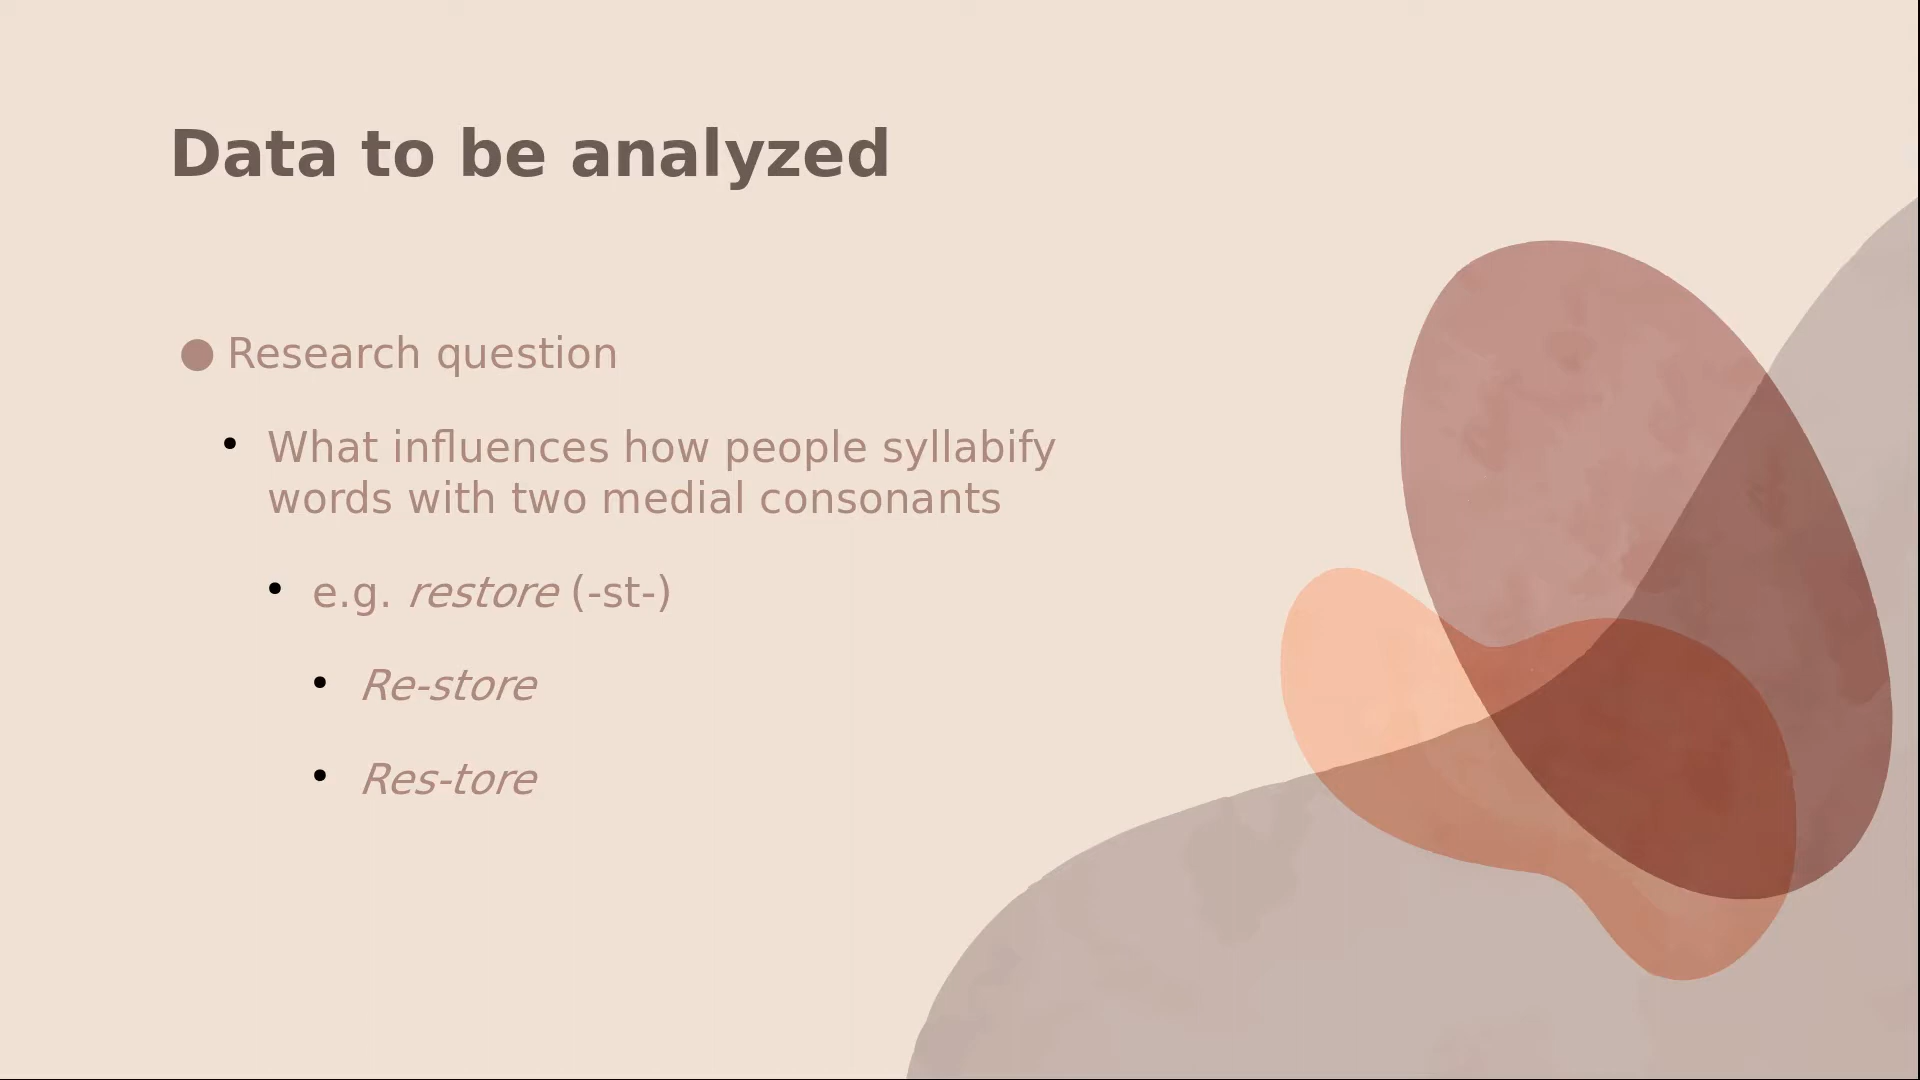 Data to be analyzed
● Research question
• What influences how people syllabify
words with two medial consonants
• e.g. restore (-st-)
• Re-store
• Res-tore